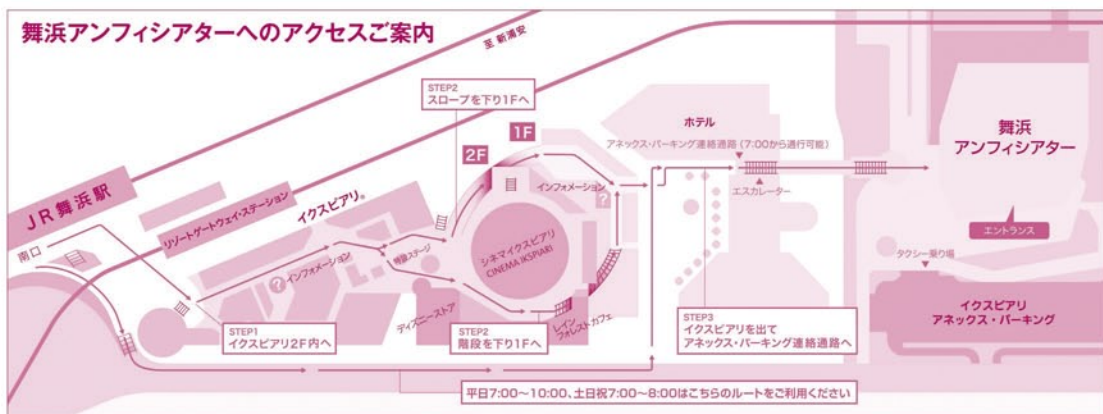 舞浜アンフィシアターへのアクセスご案内
至 新浦安
STEP2
スロープを下り1Fへ
1F
2F
ホテル
アネックス・パーキング連絡通路（7:00から通行可能）
エスカレーター
舞浜
アンフィシアター
エントランス
タクシー乗り場
イクスピアリ
アネックス・パーキング
JR舞浜駅
南口
リゾートゲートウェイ・ステーション
イクスピアリ®
インフォメーション
?
特設ステージ
シネマイクスピアリ
CINEMA IKSPIARI
インフォメーション
?
ディズニーストア
レイン
フォレストカフェ
STEP1
イクスピアリ2F内へ
STEP2
階段を下り1Fへ
STEP3
イクスピアリを出て
アネックス・パーキング連絡通路へ
平日7:00〜10:00、土日祝7:00〜8:00はこちらのルートをご利用ください